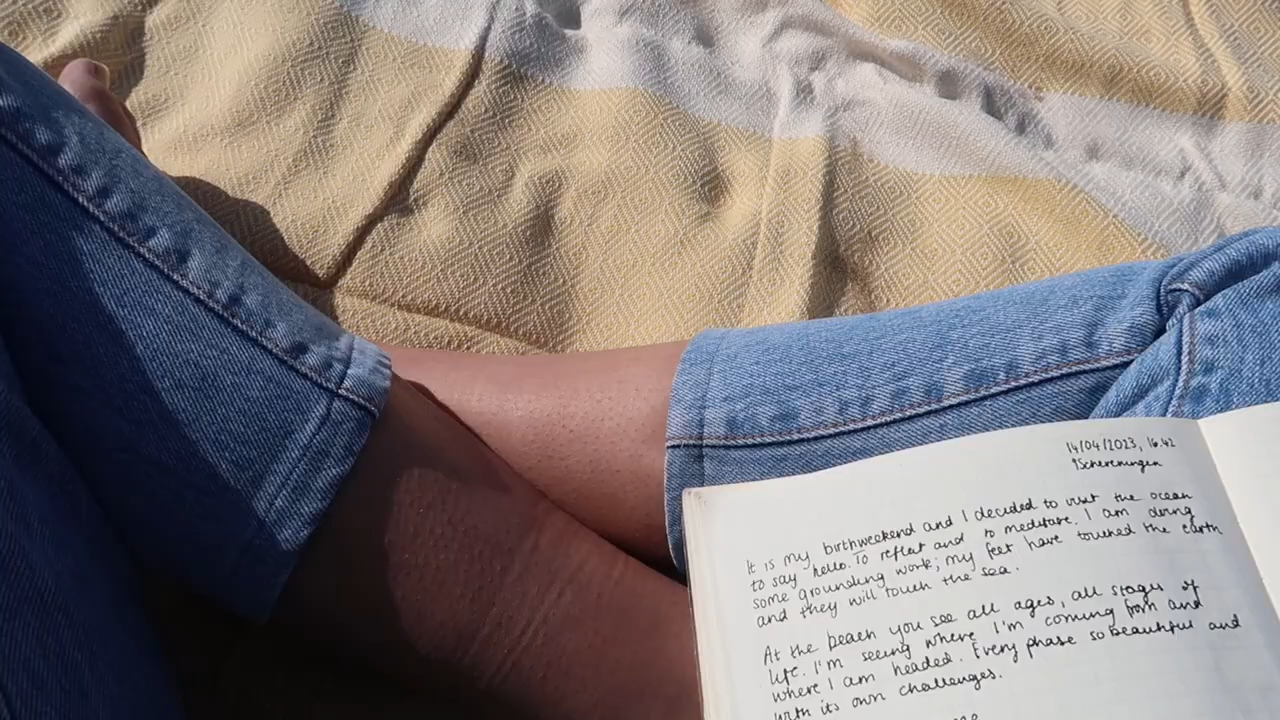 14/04/2023, 16.42
Scheveningen
It is my birthweekend and I decided to visit the ocean
to say hello. To reflect and to meditate. I am doing
some grounding work; my feet have touched the earth
and they will touch the sea.
At the beach you see all ages, all stages of
life. I'm seeing where I'm coming from and
where I am headed. Every phase so beautiful and
with its own challenges.